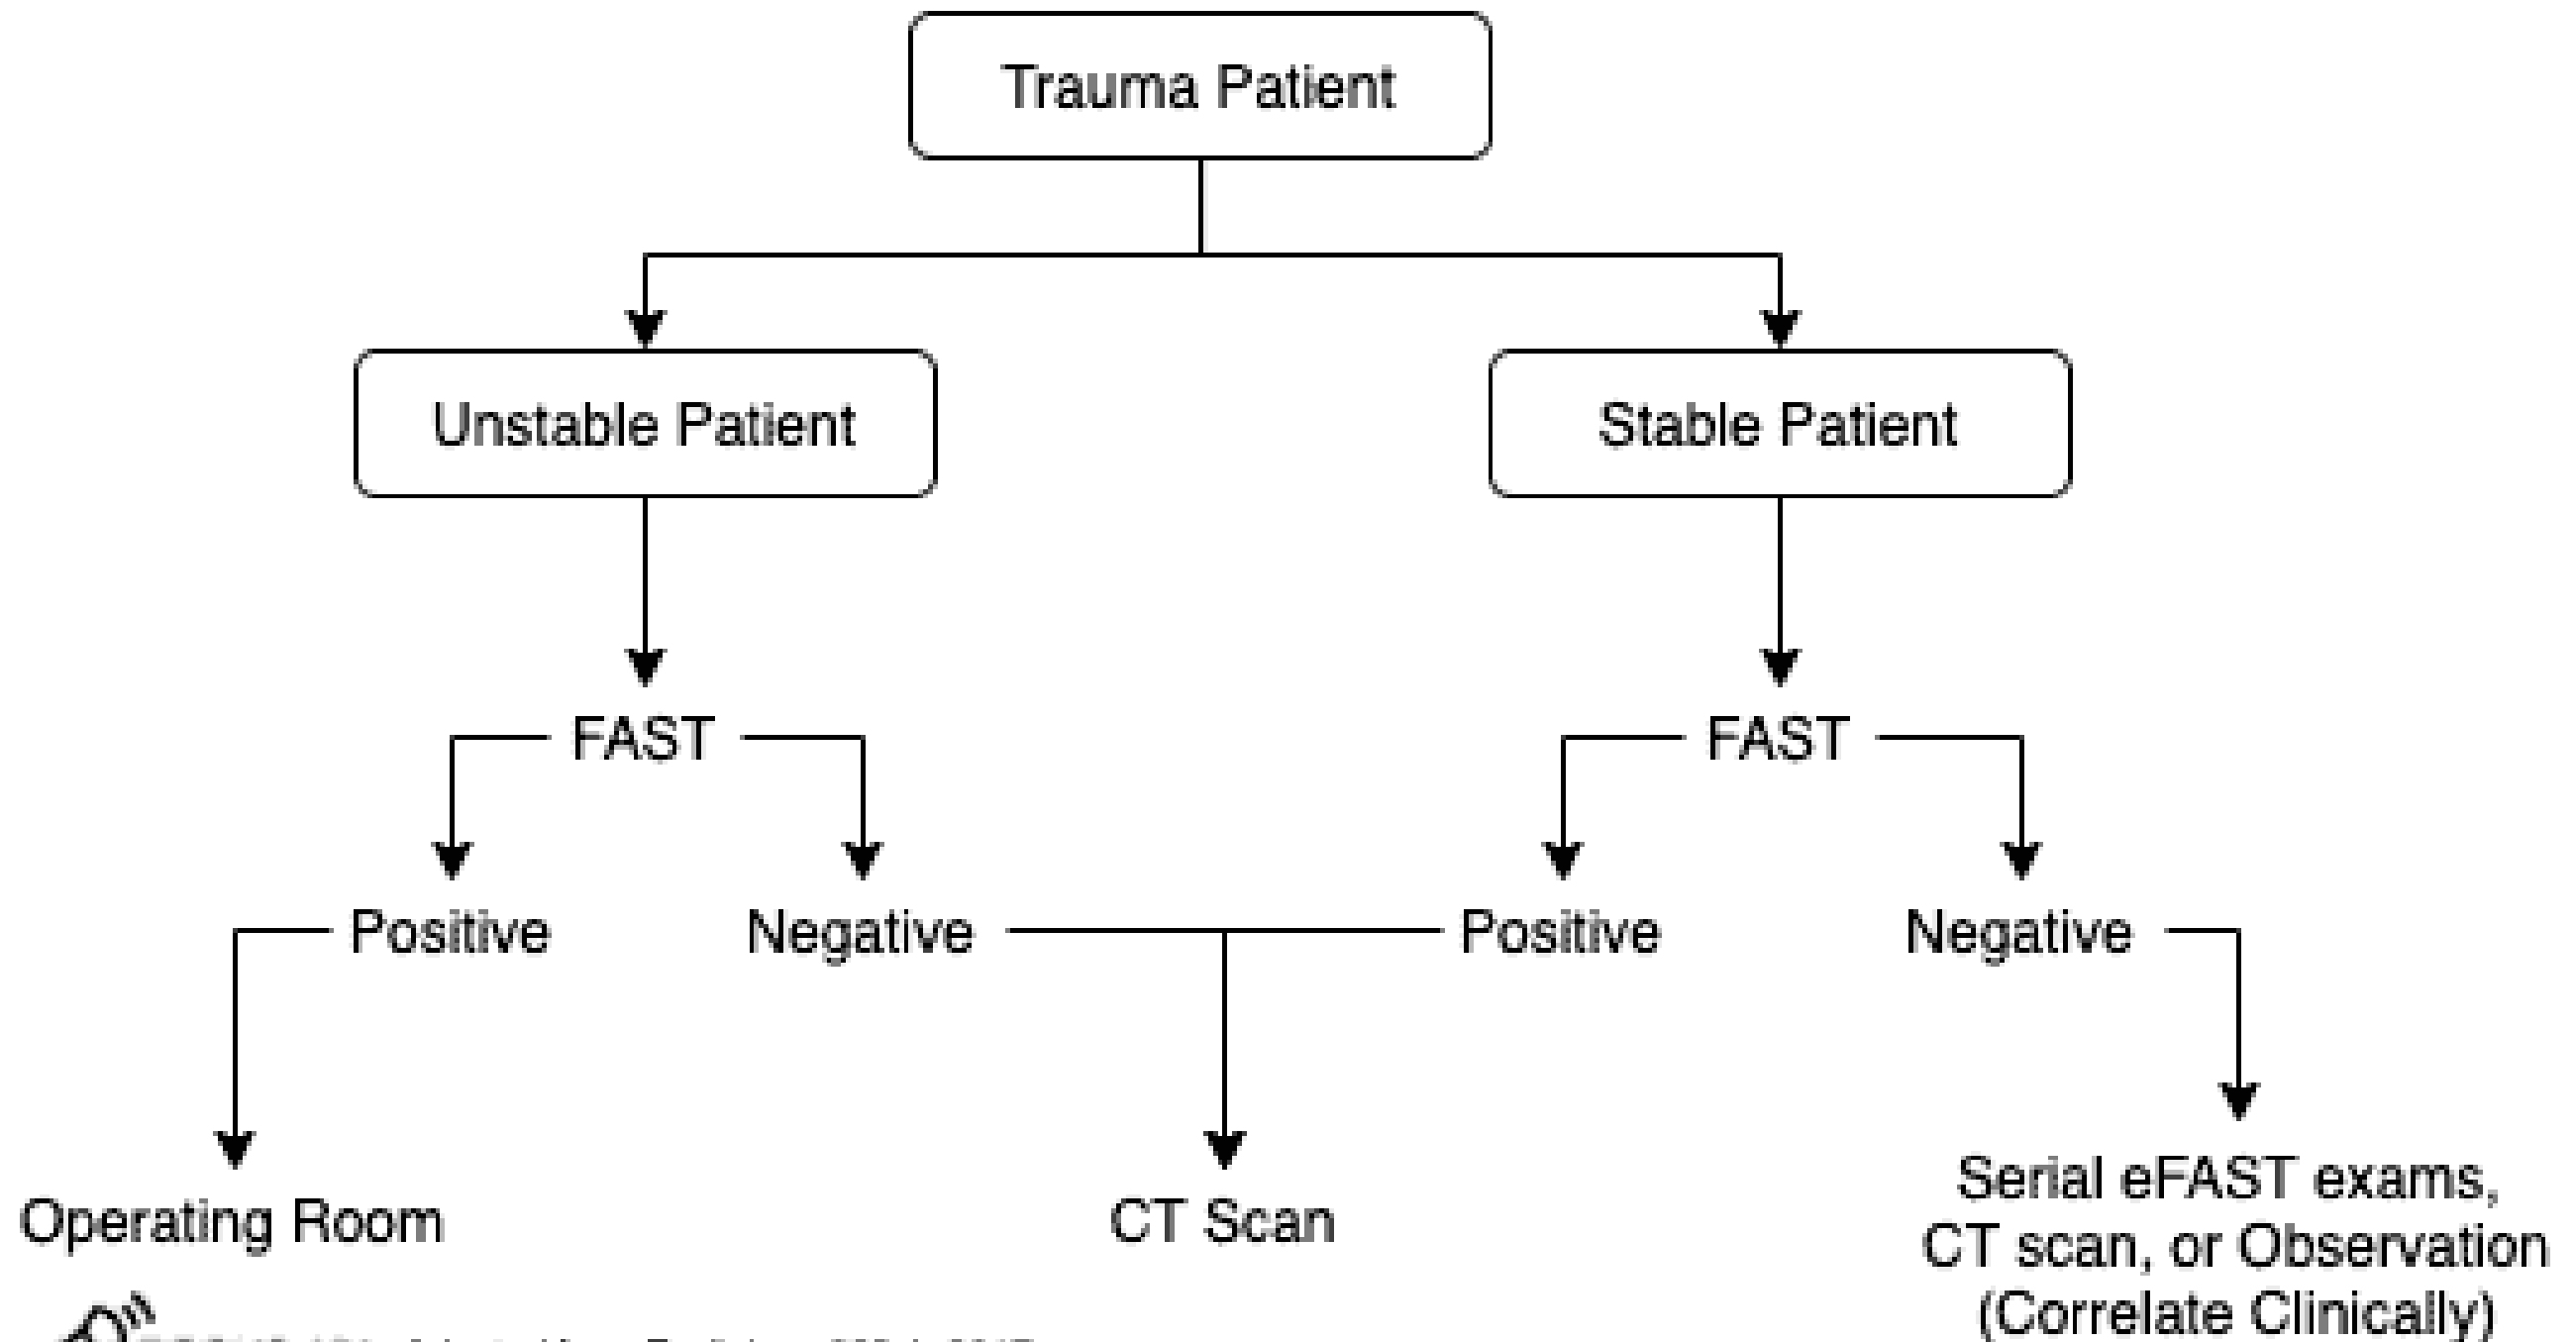 Trauma Patient
Unstable Patient
Stable Patient
FAST
FAST
Positive
Negative
Positive
Negative
Operating Room
CT Scan
Serial eFAST exams,
CT scan, or Observation
(Correlate Clinically)